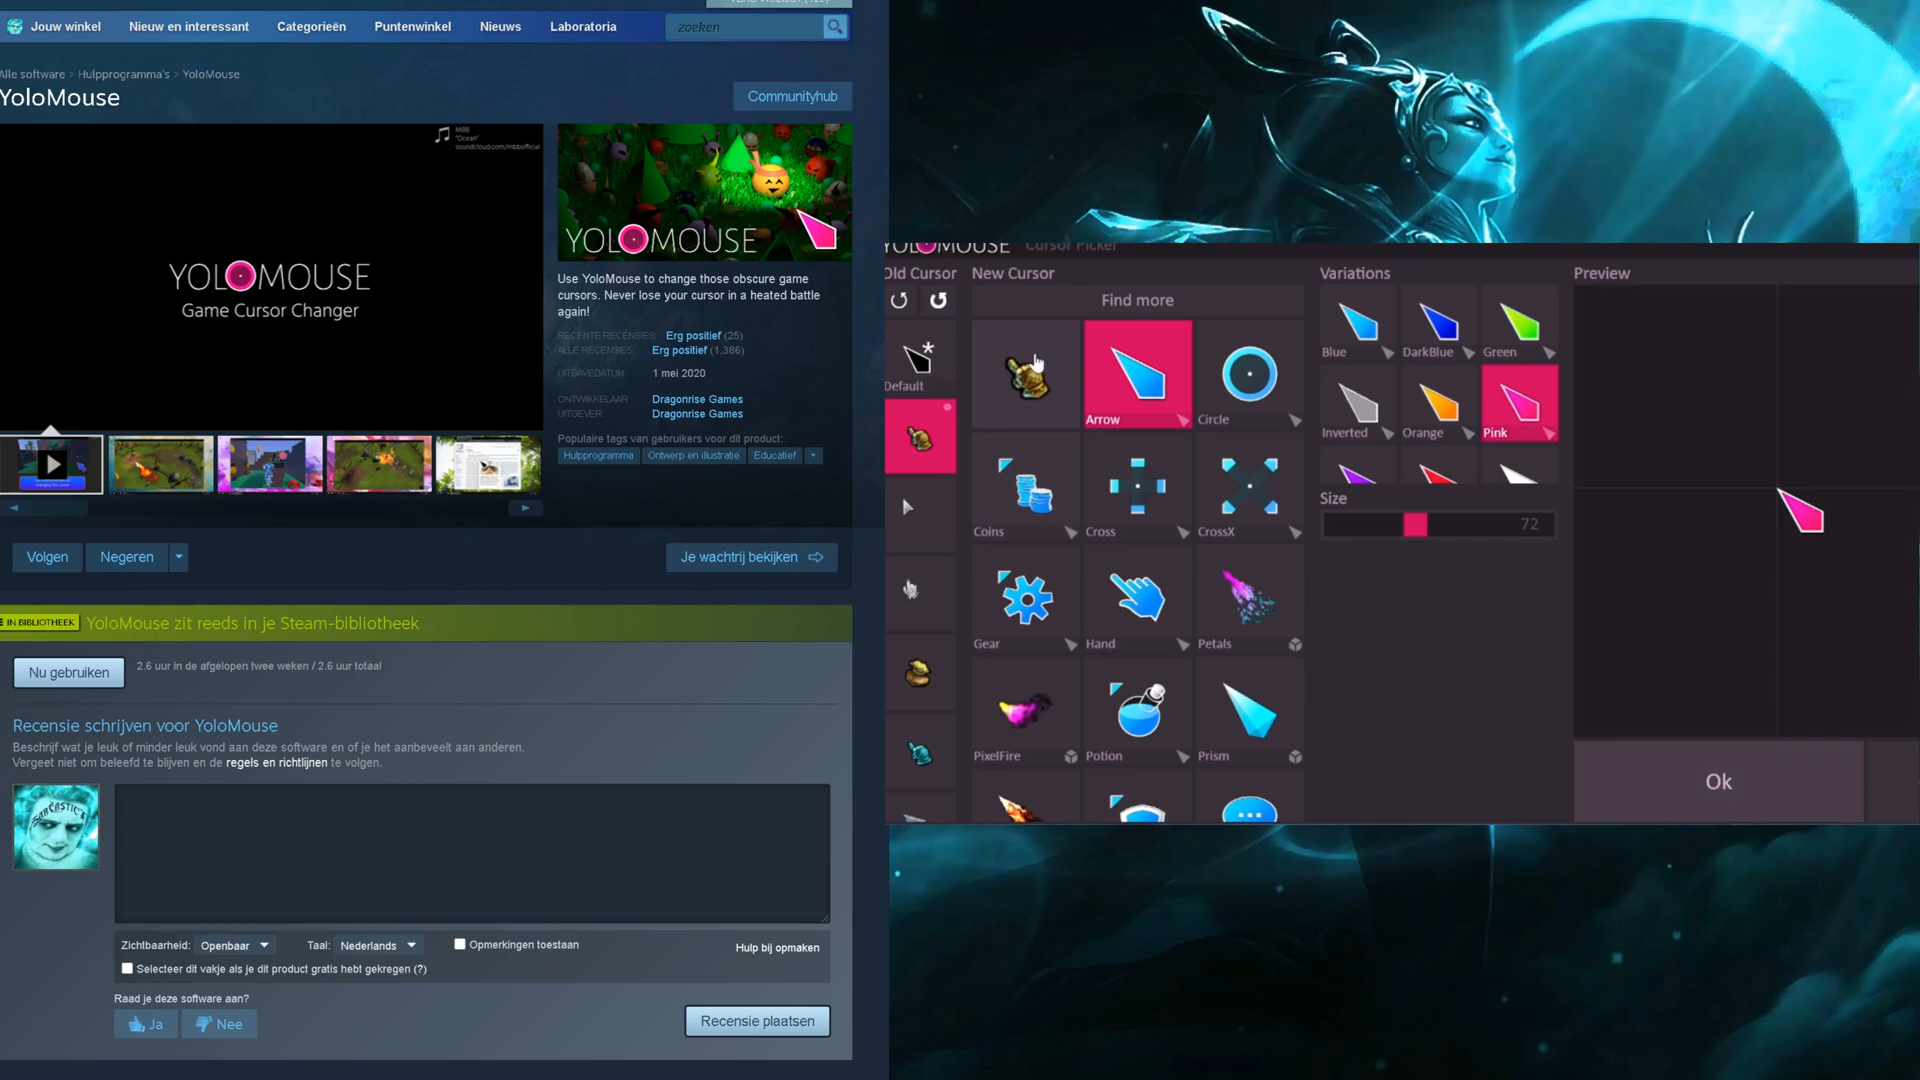 Jouw winkel
Nieuw en interessant
Categorieën
Puntenwinkel
Nieuws
Laboratoria
zoeken
Alle software > Hulpprogramma's > YoloMouse
YoloMouse
Communityhub
MBB
"Ocean"
soundcloud.com/mbbofficial
YOLOMOUSE
Game Cursor Changer
YOLOMOUSE
Use YoloMouse to change those obscure game
cursors. Never lose your cursor in a heated battle
again!
RECENTE RECENSIES: Erg positief (25)
ALLE RECENSIES: Erg positief (1,386)
UITGAVEDATUM: 1 mei 2020
ONTWIKKELAAR: Dragonrise Games
UITGEVER: Dragonrise Games
Populaire tags van gebruikers voor dit product:
Hulpprogramma
Ontwerp en illustratie
Educatief
+
Volgen
Negeren
Je wachtrij bekijken
IN BIBLIOTHEEK
YoloMouse zit reeds in je Steam-bibliotheek
Nu gebruiken
2.6 uur in de afgelopen twee weken / 2.6 uur totaal
Recensie schrijven voor YoloMouse
Beschrijf wat je leuk of minder leuk vond aan deze software en of je het aanbeveelt aan anderen.
Vergeet niet om beleefd te blijven en de regels en richtlijnen te volgen.
SARCASTIC
Zichtbaarheid: Openbaar
Taal: Nederlands
Opmerkingen toestaan
Hulp bij opmaken
Selecteer dit vakje als je dit product gratis hebt gekregen (?)
Raad je deze software aan?
Ja
Nee
Recensie plaatsen
YOLOMOUSE Cursor Picker
Old Cursor
New Cursor
Variations
Preview
Find more
Default
Arrow
Circle
Coins
Cross
CrossX
Gear
Hand
Petals
PixelFire
Potion
Prism
Blue
DarkBlue
Green
Inverted
Orange
Pink
Size
72
Ok